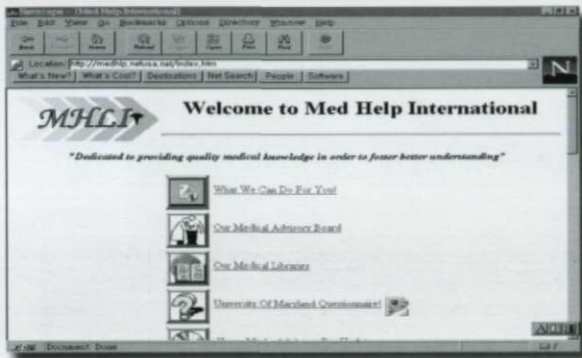 Netscape - [Med Help International]
File Edit View Go Bookmarks Options Directory Window Help
Back Home Reload Open Print Find
Location: http://medhlp.netusa.net/index.htm
What's New? What's Cool? Destinations Net Search People Software
N
MHLI
Welcome to Med Help International
"Dedicated to providing quality medical knowledge in order to foster better understanding"
What We Can Do For You!
Our Medical Advisory Board
Our Medical Libraries
University Of Maryland Questionnaire!
Document: Done